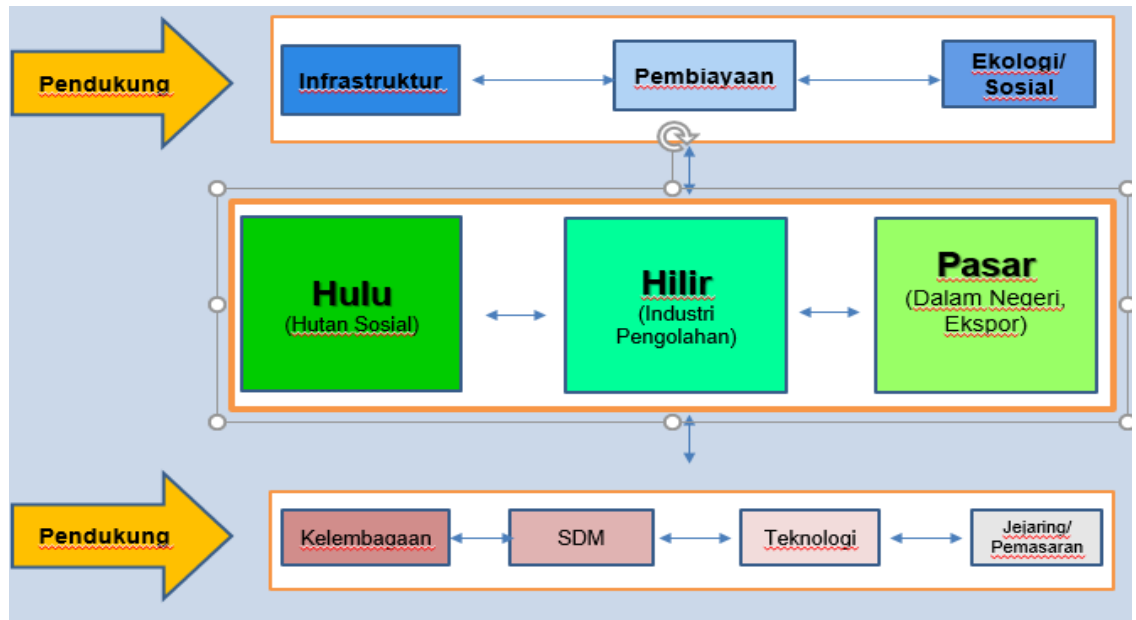 Pendukung
Infrastruktur
Pembiayaan
Ekologi/
Sosial
Hulu
(Hutan Sosial)
Hilir
(Industri
Pengolahan)
Pasar
(Dalam Negeri,
Ekspor)
Pendukung
Kelembagaan
SDM
Teknologi
Jejaring/
Pemasaran